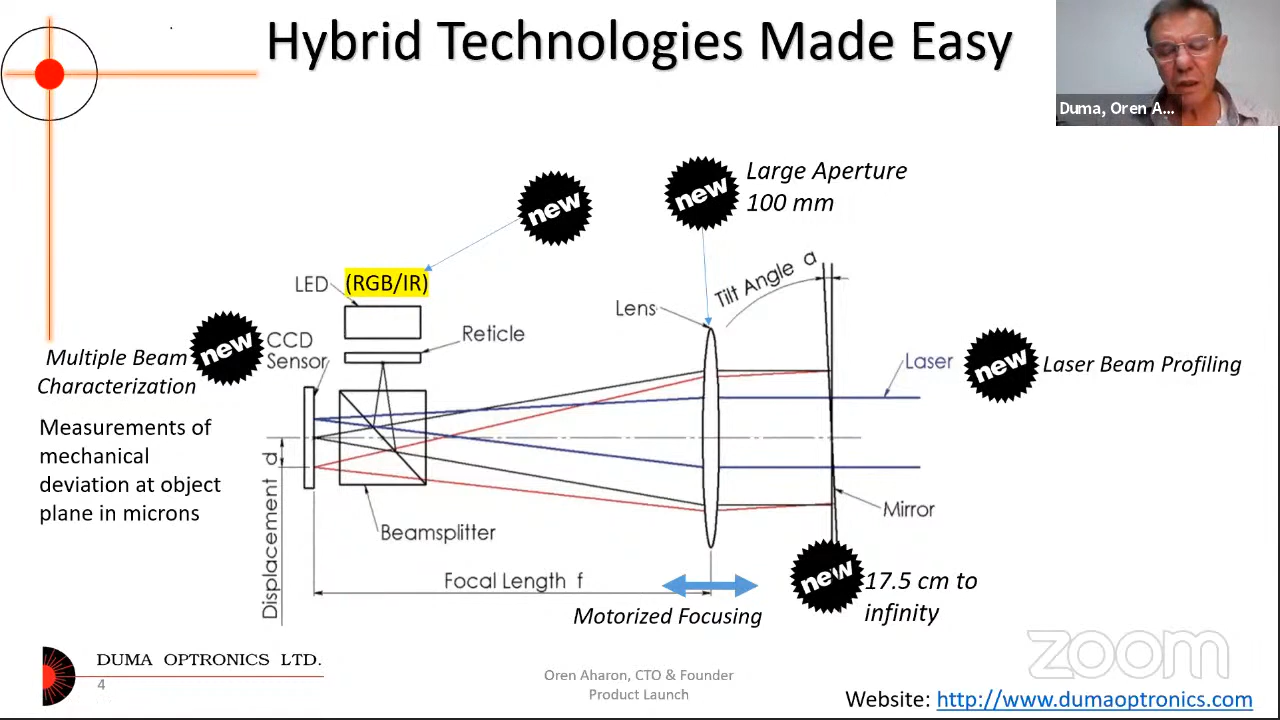 Hybrid Technologies Made Easy
Duma, Oren A...
new
new
Large Aperture
100 mm
Tilt Angle α
LED
(RGB/IR)
Lens
new
CCD
Sensor
Reticle
Multiple Beam
Characterization
Laser
new
Laser Beam Profiling
Measurements of
mechanical
deviation at object
plane in microns
Displacement d
Beamsplitter
Mirror
Focal Length f
new
17.5 cm to
infinity
Motorized Focusing
zoom
DUMA OPTRONICS LTD.
4
Oren Aharon, CTO & Founder
Product Launch
Website: http://www.dumaoptronics.com